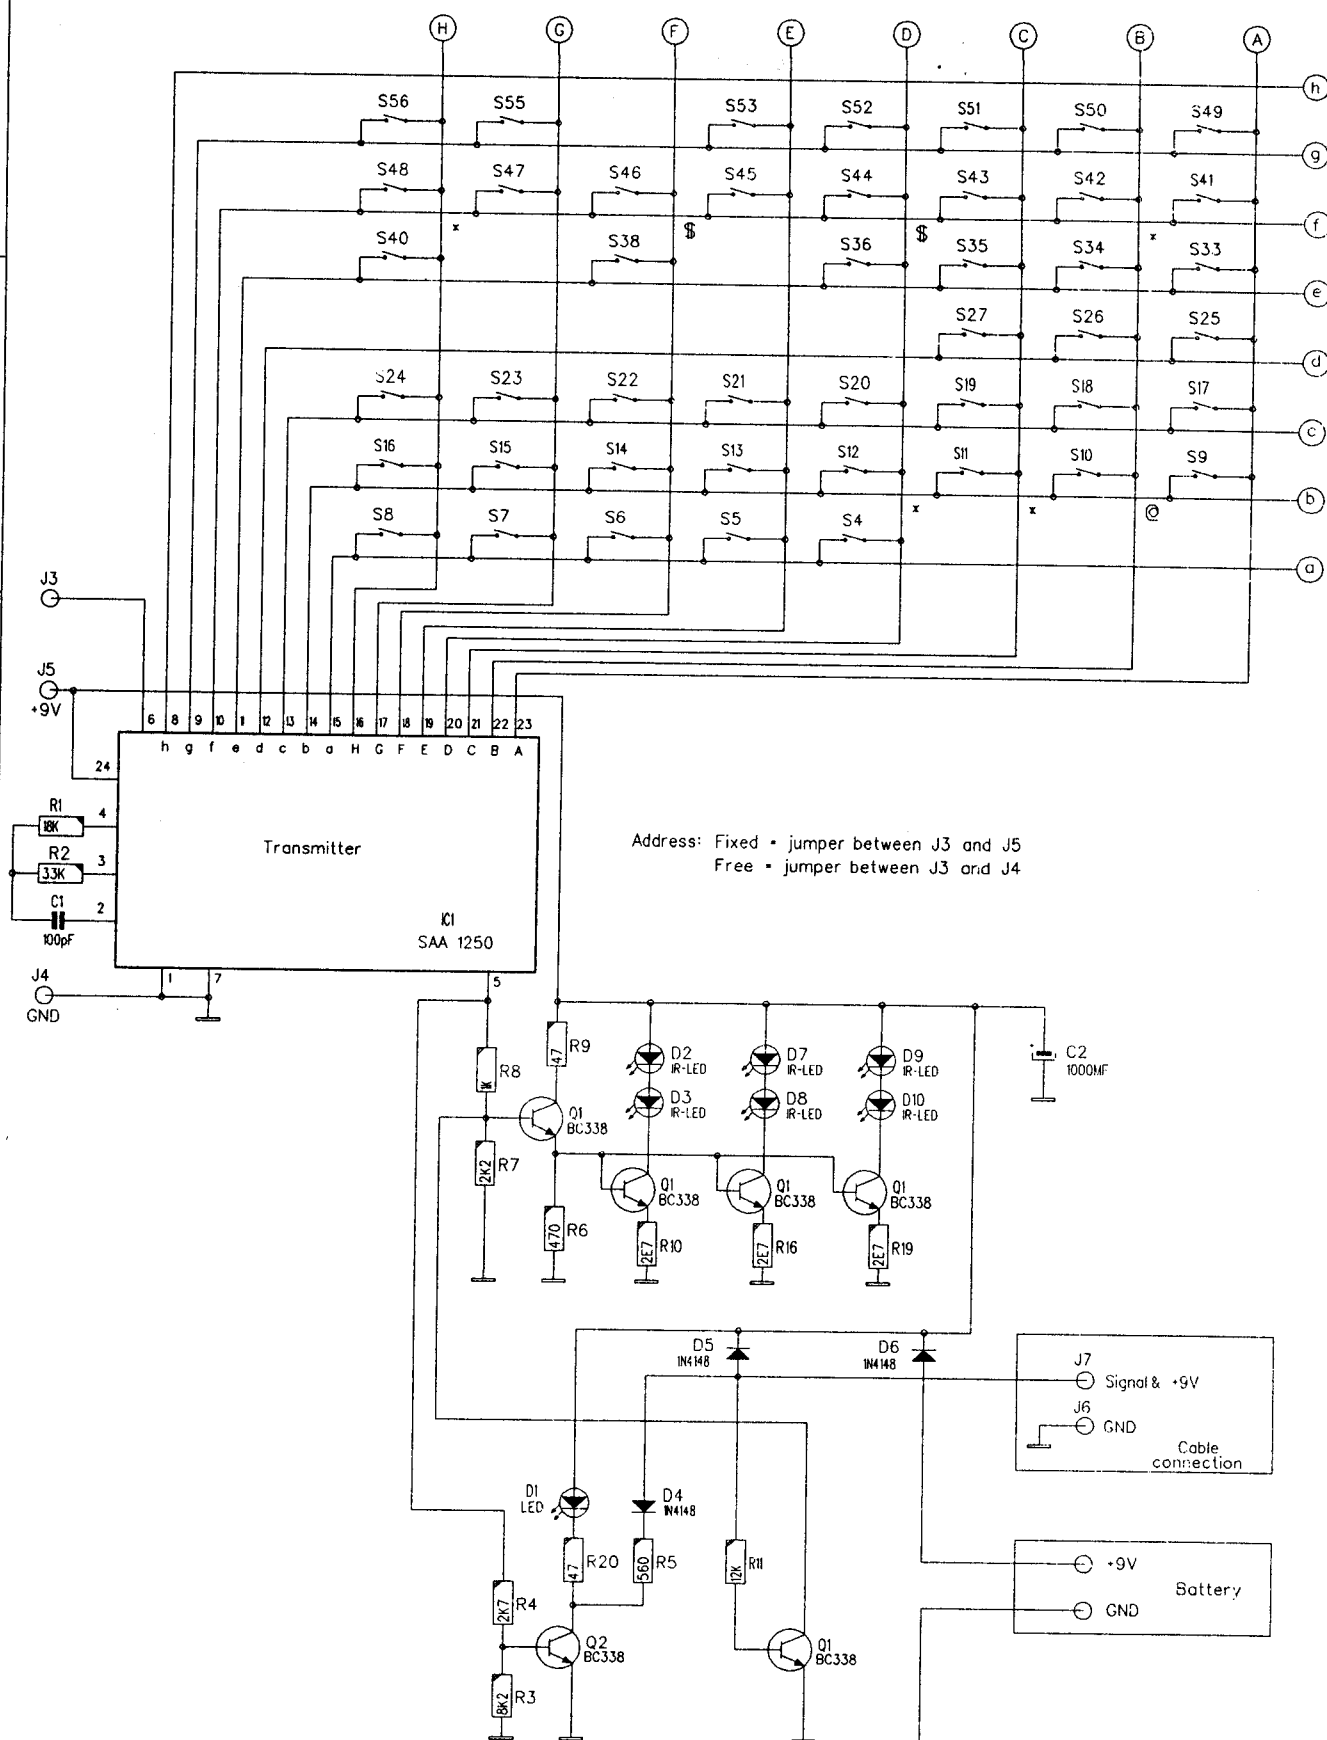 H G F E D C B A
h
S56 S55 S53 S52 S51 S50 S49
g
S48 S47 S46 S45 S44 S43 S42 S41
f
x $ $ x
S40 S38 S36 S35 S34 S33
e
S27 S26 S25
d
S24 S23 S22 S21 S20 S19 S18 S17
c
S16 S15 S14 S13 S12 S11 S10 S9
b
x x @
S8 S7 S6 S5 S4
a
J3
J5
+9V
6 8 9 10 11 12 13 14 15 16 17 18 19 20 21 22 23
h g f e d c b a H G F E D C B A
24
R1
18K
4
R2
33K
3
C1
100pF
2
Transmitter
IC1
SAA 1250
Address: Fixed = jumper between J3 and J5
Free = jumper between J3 and J4
J4
GND
1 7 5
R8
1K
R9
47
D2
IR-LED
D3
IR-LED
D7
IR-LED
D8
IR-LED
D9
IR-LED
D10
IR-LED
+
C2
1000MF
Q1
BC338
R7
2K2
R6
470
Q1
BC338
Q1
BC338
Q1
BC338
R10
2E7
R16
2E7
R19
2E7
D5
1N4148
D6
1N4148
J7
Signal & +9V
J6
GND
Cable
connection
D1
LED
D4
1N4148
R20
47
R5
560
R11
12K
+9V
Battery
GND
R4
2K7
Q2
BC338
Q1
BC338
R3
8K2